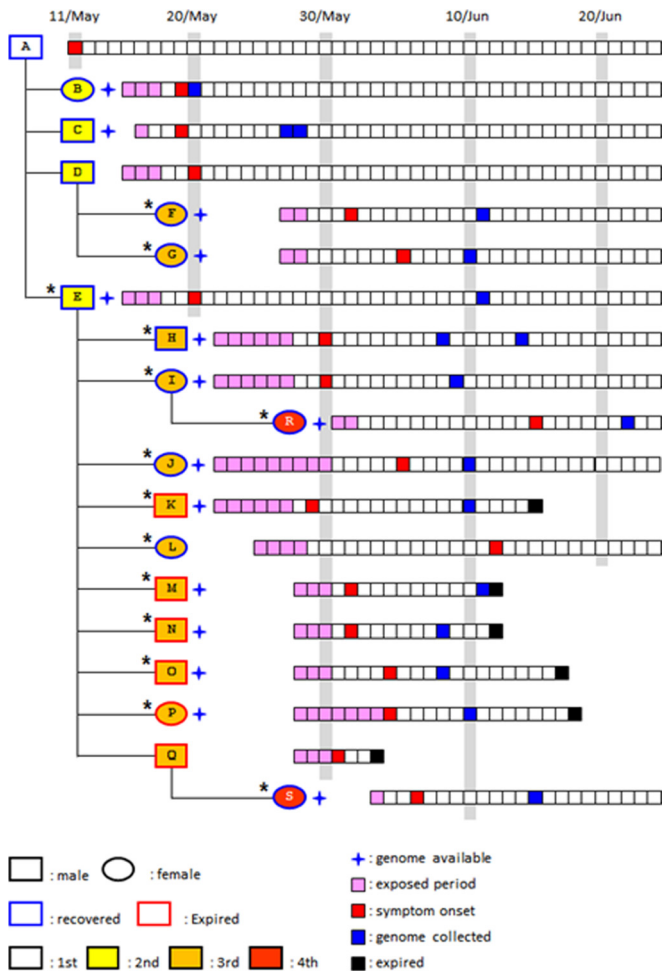 11/May 20/May 30/May 10/Jun 20/Jun
A
B
C
D
* F
* G
* E
* H
* I
* R
* J
* K
* L
* M
* N
* O
* P
Q
* S
: male : female
: recovered : Expired
: 1st : 2nd : 3rd : 4th
: genome available
: exposed period
: symptom onset
: genome collected
: expired